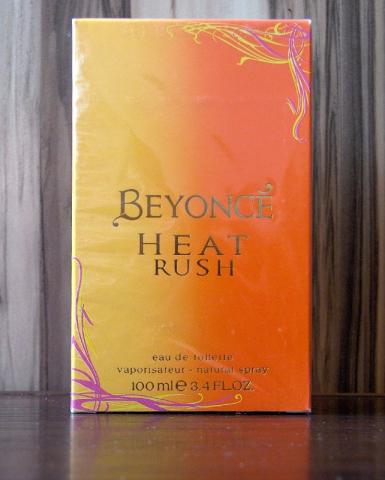 BEYONCÉ
HEAT
RUSH
eau de toilette
vaporisateur - natural spray
100 ml e 3.4 FL.OZ.